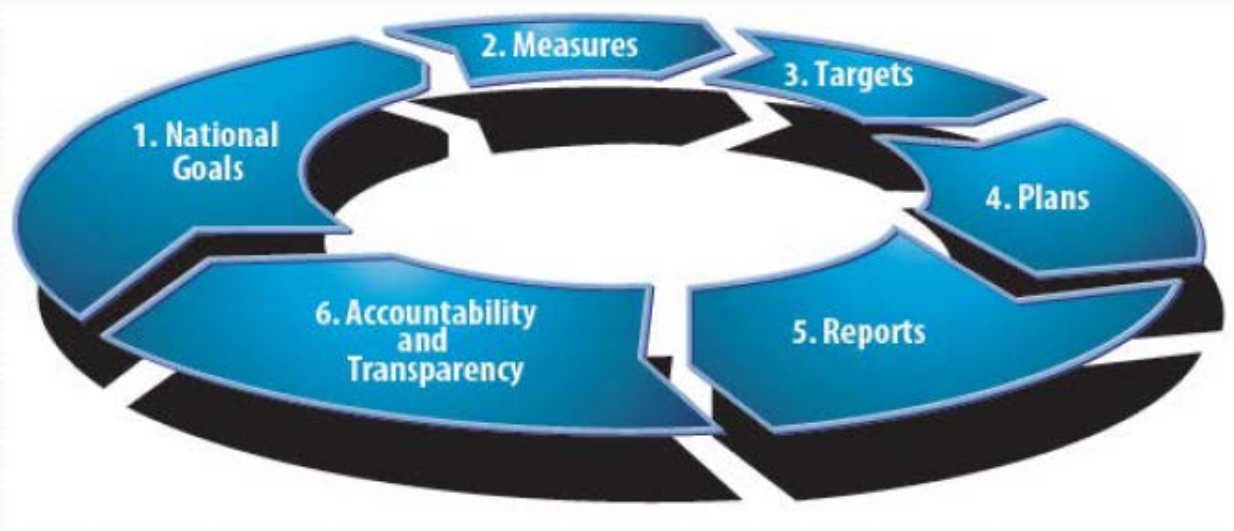 1. National
Goals
2. Measures
3. Targets
4. Plans
5. Reports
6. Accountability
and
Transparency